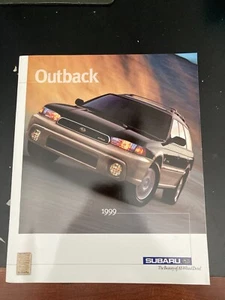 Outback
1999
SUBARU
The Beauty of All-Wheel Drive